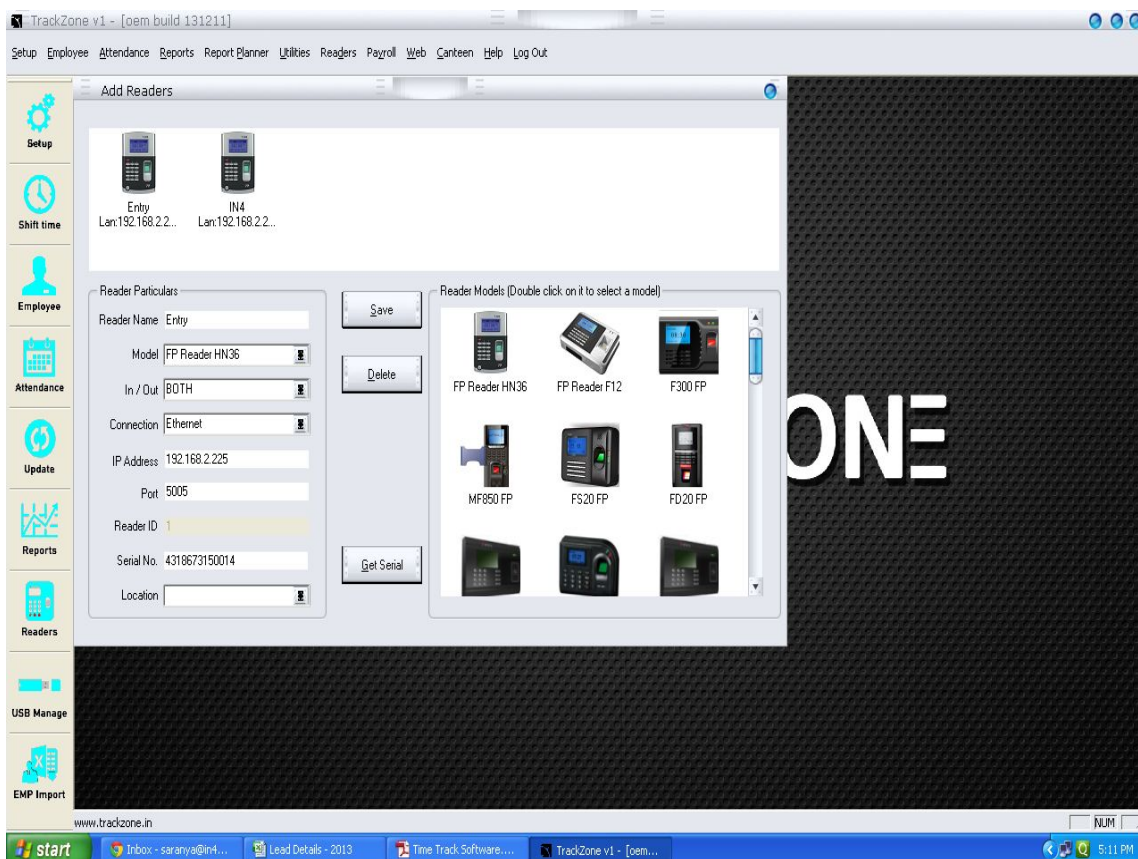 TrackZone v1 - [oem build 131211]
Setup Employee Attendance Reports Report Planner Utilities Readers Payroll Web Canteen Help Log Out
Setup
Shift time
Employee
Attendance
Update
Reports
Readers
USB Manage
EMP Import
Add Readers
Entry
Lan:192.168.2.2...
IN4
Lan:192.168.2.2...
Reader Particulars
Reader Name Entry
Model FP Reader HN36
In / Out BOTH
Connection Ethernet
IP Address 192.168.2.225
Port 5005
Reader ID 1
Serial No. 4318673150014
Location
Save
Delete
Get Serial
Reader Models (Double click on it to select a model)
FP Reader HN36 FP Reader F12 F300 FP
MF850 FP FS20 FP FD20 FP
ONE
www.trackzone.in
NUM
start Inbox - saranya@in4... Lead Details - 2013 Time Track Software.... TrackZone v1 - [oem... 5:11 PM